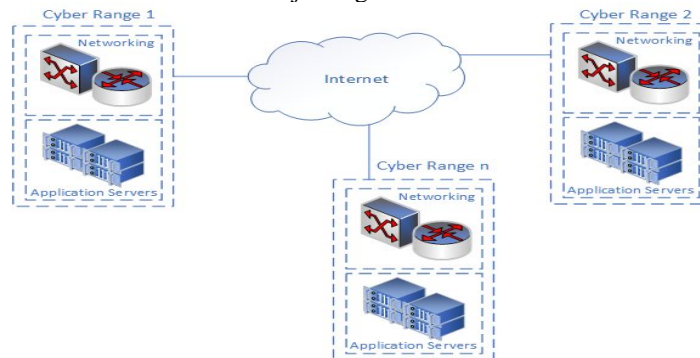 Cyber Range 1
Networking
Application Servers
Internet
Cyber Range 2
Networking
Application Servers
Cyber Range n
Networking
Application Servers